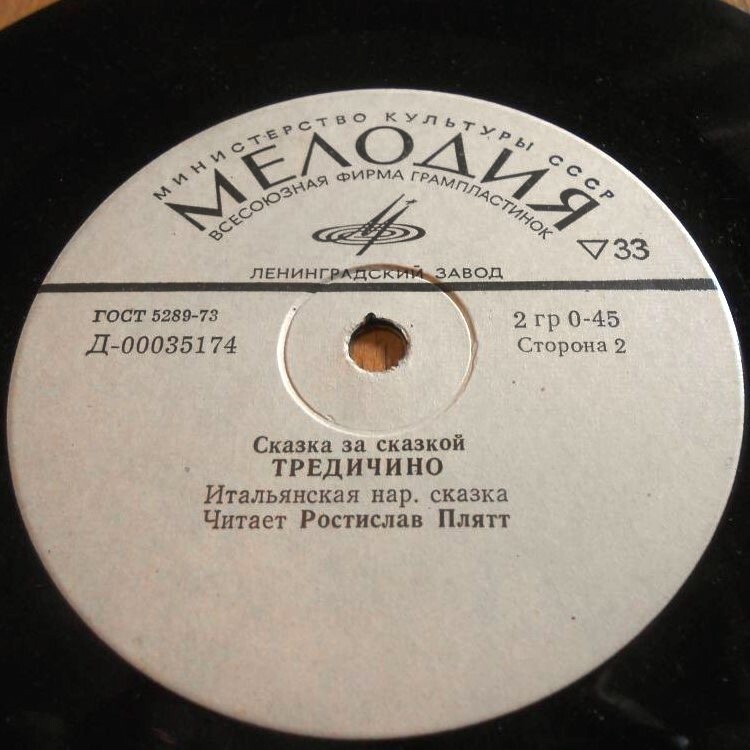 МИНИСТЕРСТВО КУЛЬТУРЫ СССР
МЕЛОДИЯ
ВСЕСОЮЗНАЯ ФИРМА ГРАМПЛАСТИНОК
33
ЛЕНИНГРАДСКИЙ ЗАВОД
ГОСТ 5289-73
Д-00035174
2 гр 0-45
Сторона 2
Сказка за сказкой
ТРЕДИЧИНО
Итальянская нар. сказка
Читает Ростислав Плятт